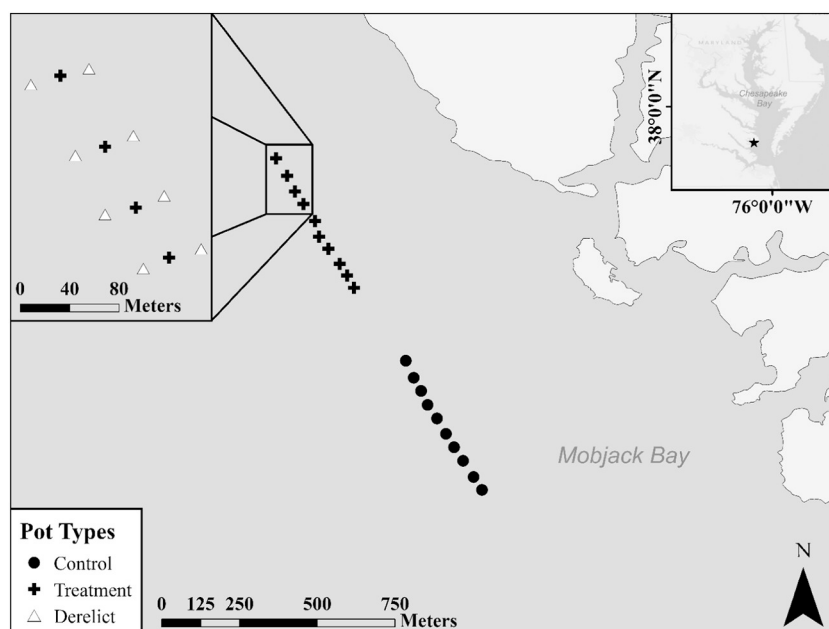 MARYLAND
Chesapeake
Bay
38°0'0"N
76°0'0"W
0 40 80
Meters
Mobjack Bay
Pot Types
Control
Treatment
Derelict
0 125 250 500 750
Meters
N